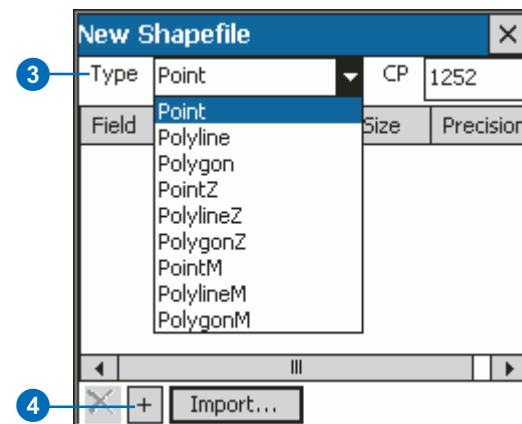 New Shapefile
3 Type Point CP 1252
Field Size Precision
Point
Polyline
Polygon
PointZ
PolylineZ
PolygonZ
PointM
PolylineM
PolygonM
4 + Import...